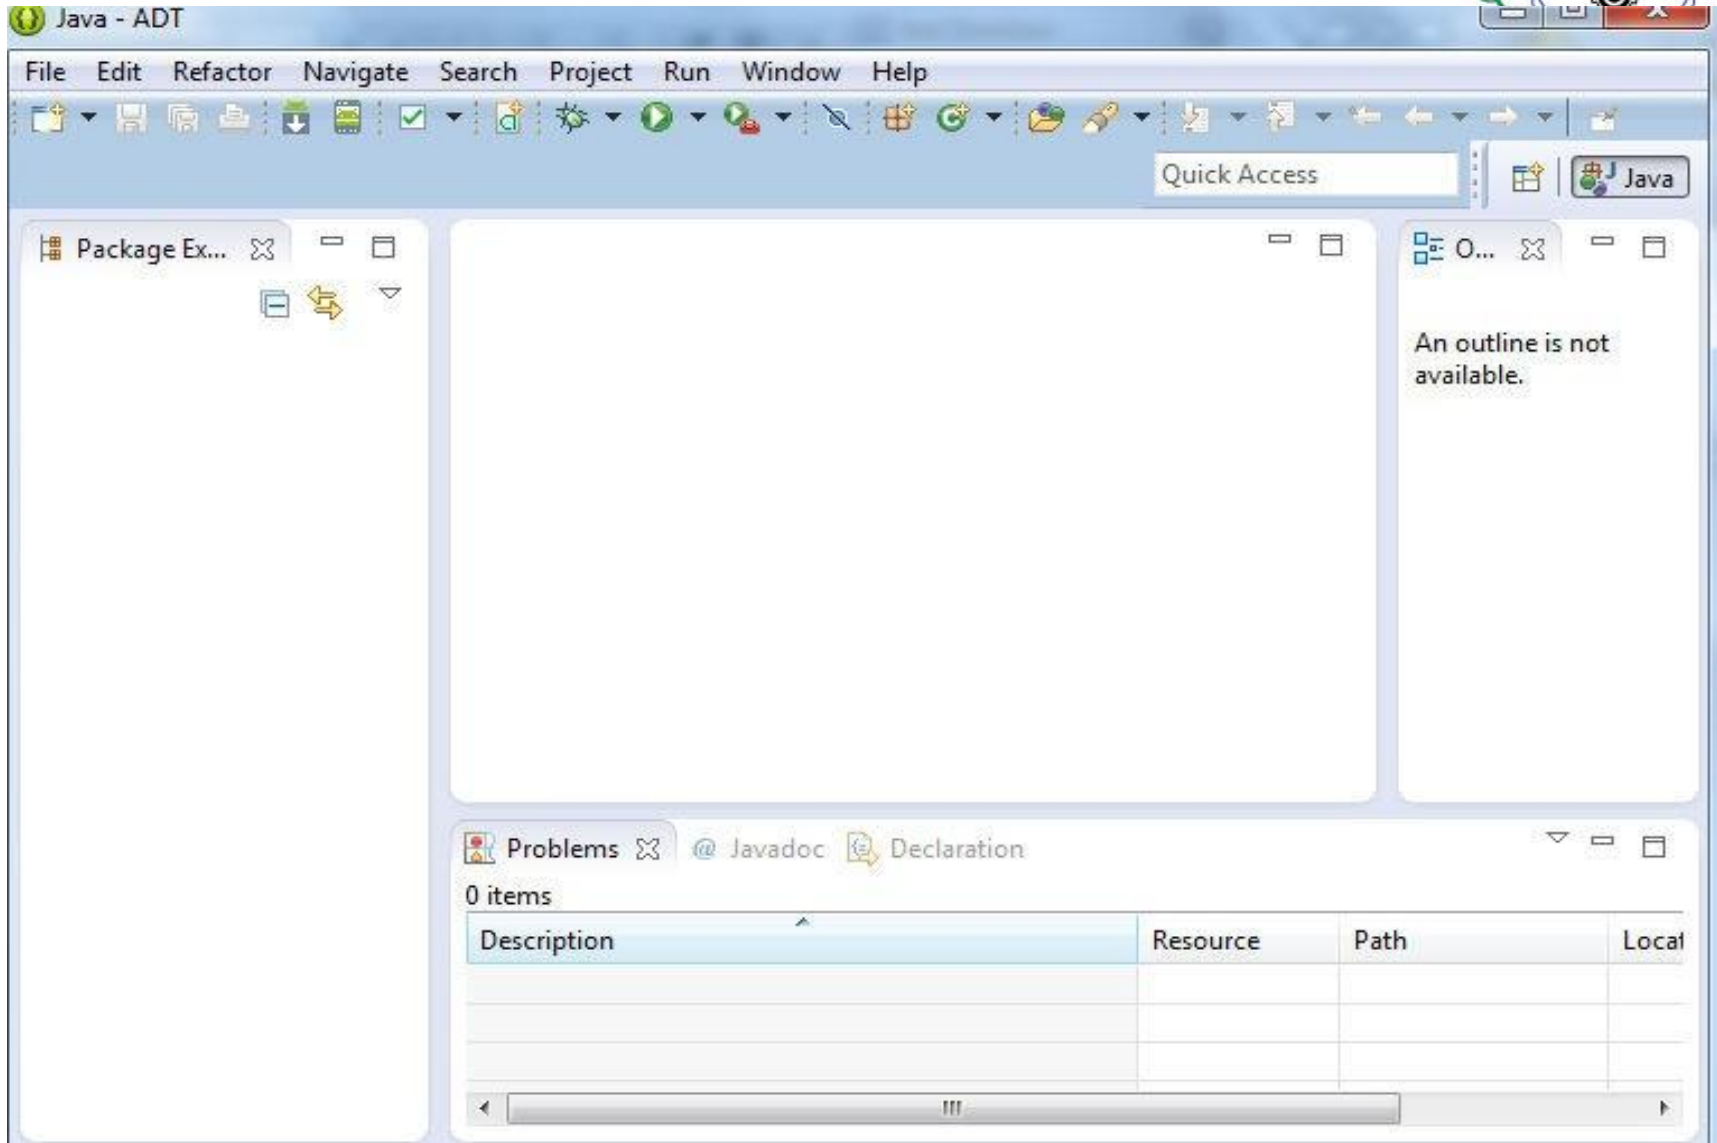 Java - ADT
File Edit Refactor Navigate Search Project Run Window Help
Quick Access
Java
Package Ex...
O...
An outline is not
available.
Problems @ Javadoc Declaration
0 items
Description Resource Path Locat